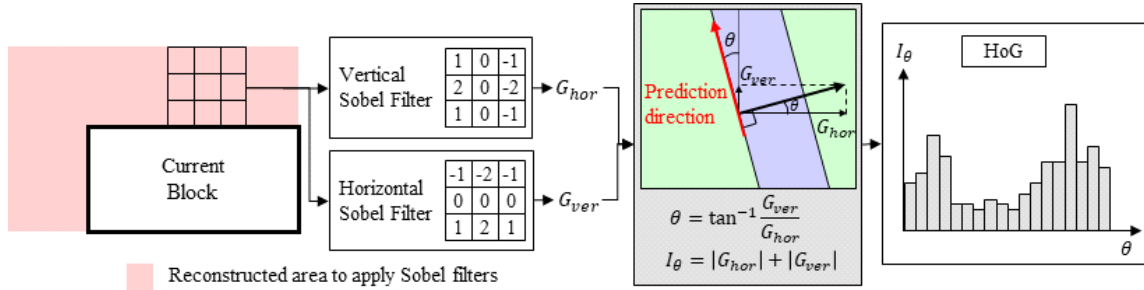 Current
Block
Reconstructed area to apply Sobel filters
Vertical
Sobel Filter
1 0 -1
2 0 -2
1 0 -1
Horizontal
Sobel Filter
-1 -2 -1
0 0 0
1 2 1
G_hor
G_ver
θ
G_ver
Prediction
direction
θ
G_hor
θ = tan⁻¹ G_ver / G_hor
I_θ = |G_hor| + |G_ver|
HoG
I_θ
θ